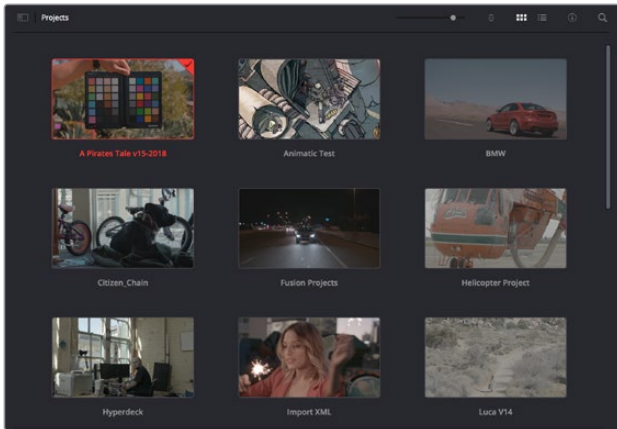 Projects
A Pirates Tale v15-2018
Animatic Test
BMW
Citizen_Chain
Fusion Projects
Helicopter Project
Hyperdeck
Import XML
Luca V14